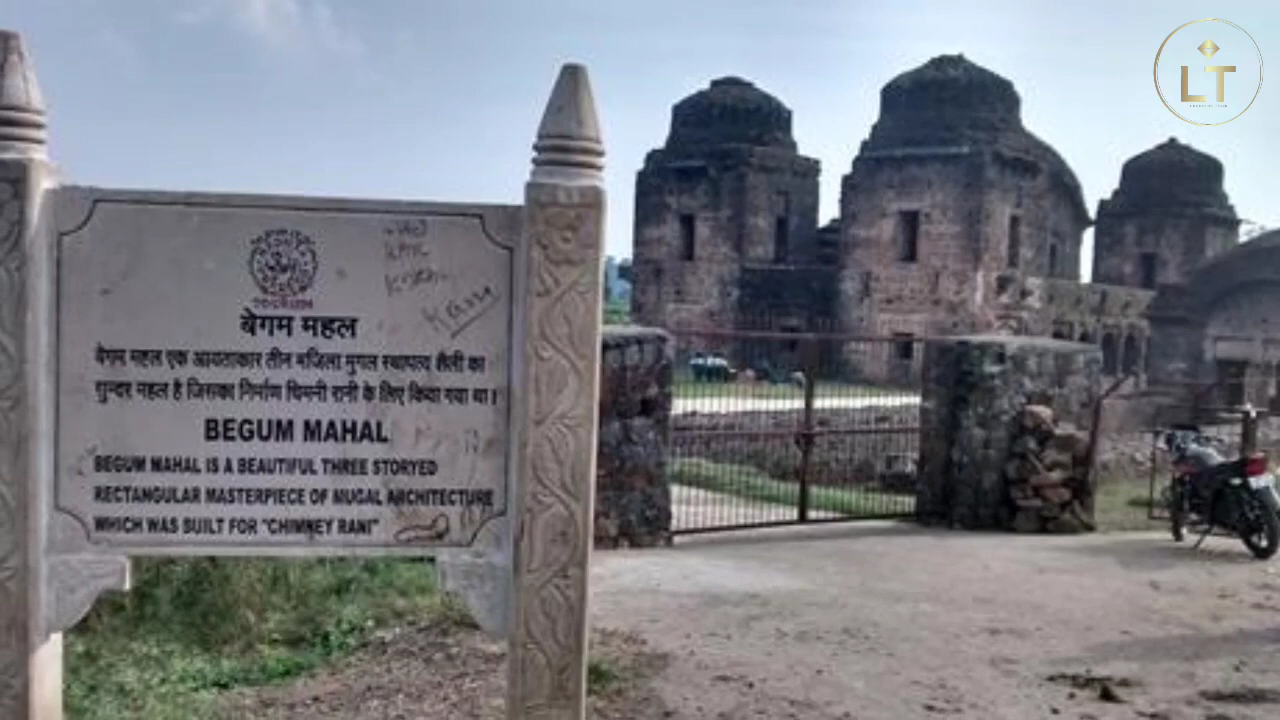 TOURISM
बेगम महल
बेगम महल एक आयताकार तीन मंजिला मुगल स्थापत्य शैली का
सुन्दर महल है जिसका निर्माण चिमनी रानी के लिए किया गया था।
BEGUM MAHAL
BEGUM MAHAL IS A BEAUTIFUL THREE STORYED
RECTANGULAR MASTERPIECE OF MUGAL ARCHITECTURE
WHICH WAS BUILT FOR "CHIMNEY RANI"
LT